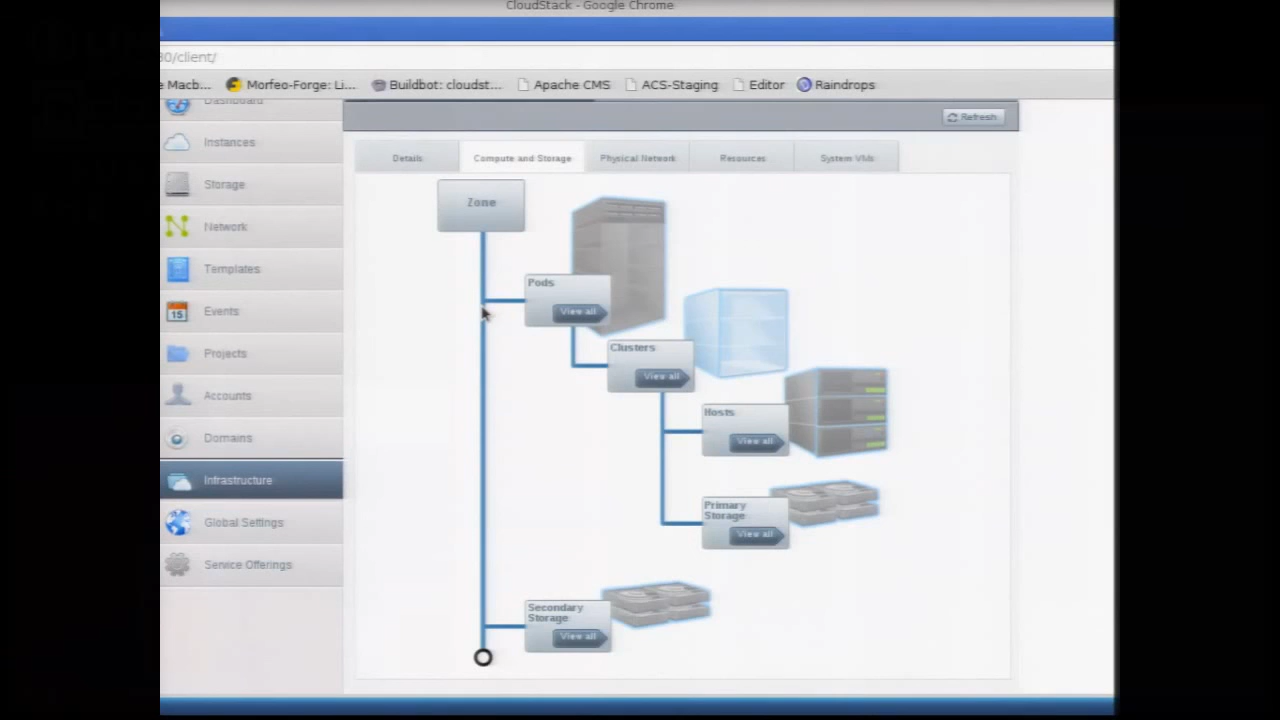 CloudStack - Google Chrome
30/client/
e Macb... Morfeo-Forge: Li... Buildbot: cloudst... Apache CMS ACS-Staging Editor Raindrops
Dashboard
Refresh
Instances
Details Compute and Storage Physical Network Resources System VMs
Storage
Zone
Network
Templates
Pods
Events
View all
Projects
Clusters
View all
Accounts
Hosts
Domains
View all
Infrastructure
Primary
Storage
Global Settings
View all
Service Offerings
Secondary
Storage
View all